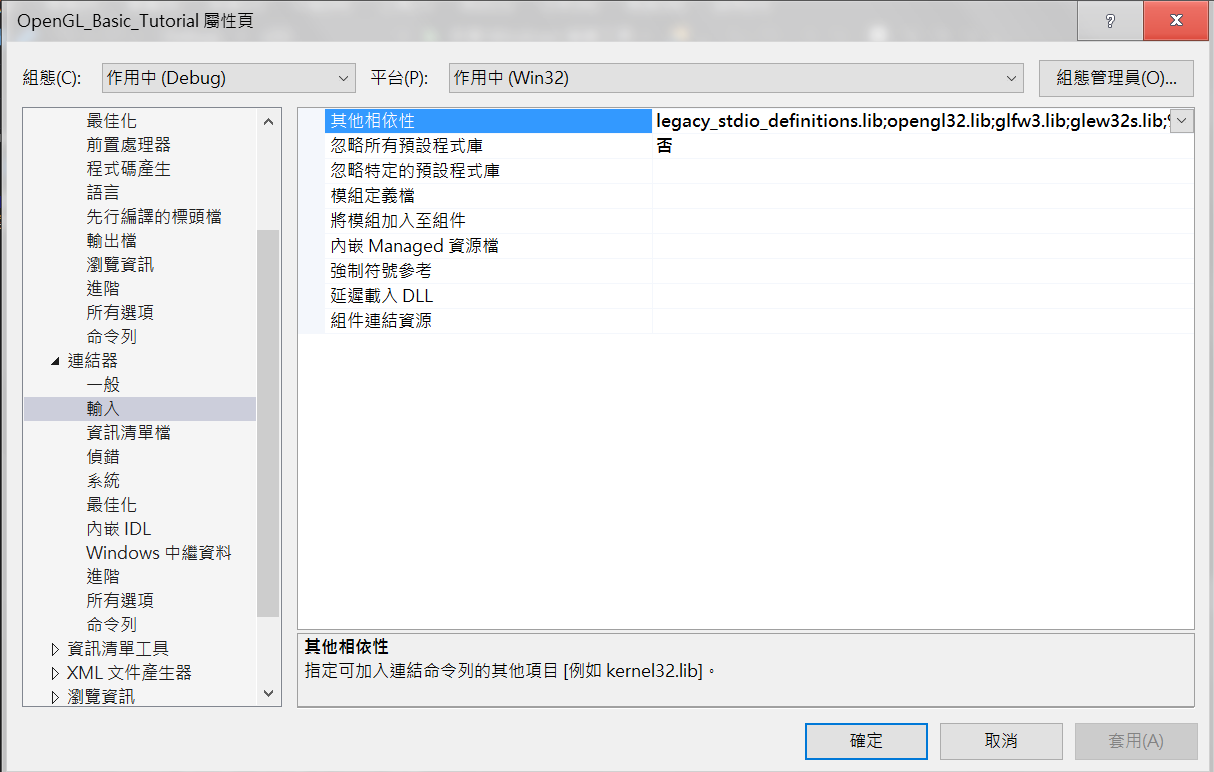 OpenGL_Basic_Tutorial 屬性頁
?
組態(C):
作用中 (Debug)
平台(P):
作用中 (Win32)
組態管理員(O)...
最佳化
前置處理器
程式碼產生
語言
先行編譯的標頭檔
輸出檔
瀏覽資訊
進階
所有選項
命令列
連結器
一般
輸入
資訊清單檔
偵錯
系統
最佳化
內嵌 IDL
Windows 中繼資料
進階
所有選項
命令列
資訊清單工具
XML 文件產生器
瀏覽資訊
其他相依性 legacy_stdio_definitions.lib;opengl32.lib;glfw3.lib;glew32s.lib;
忽略所有預設程式庫 否
忽略特定的預設程式庫
模組定義檔
將模組加入至組件
內嵌 Managed 資源檔
強制符號參考
延遲載入 DLL
組件連結資源
其他相依性
指定可加入連結命令列的其他項目 [例如 kernel32.lib]。
確定
取消
套用(A)